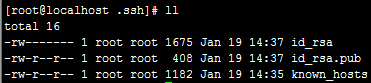 [root@localhost .ssh]# ll
total 16
-rw------- 1 root root 1675 Jan 19 14:37 id_rsa
-rw-r--r-- 1 root root  408 Jan 19 14:37 id_rsa.pub
-rw-r--r-- 1 root root 1182 Jan 19 14:35 known_hosts